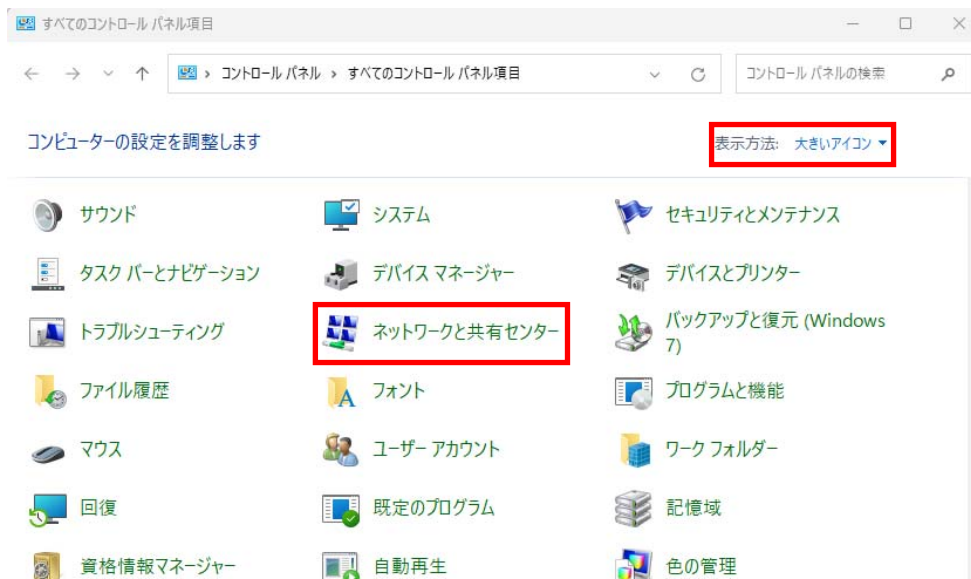 すべてのコントロール パネル項目
コントロール パネル › すべてのコントロール パネル項目
コントロール パネルの検索
コンピューターの設定を調整します
表示方法: 大きいアイコン
サウンド
システム
セキュリティとメンテナンス
タスク バーとナビゲーション
デバイス マネージャー
デバイスとプリンター
トラブルシューティング
ネットワークと共有センター
バックアップと復元 (Windows
7)
ファイル履歴
フォント
プログラムと機能
マウス
ユーザー アカウント
ワーク フォルダー
回復
既定のプログラム
記憶域
資格情報マネージャー
自動再生
色の管理